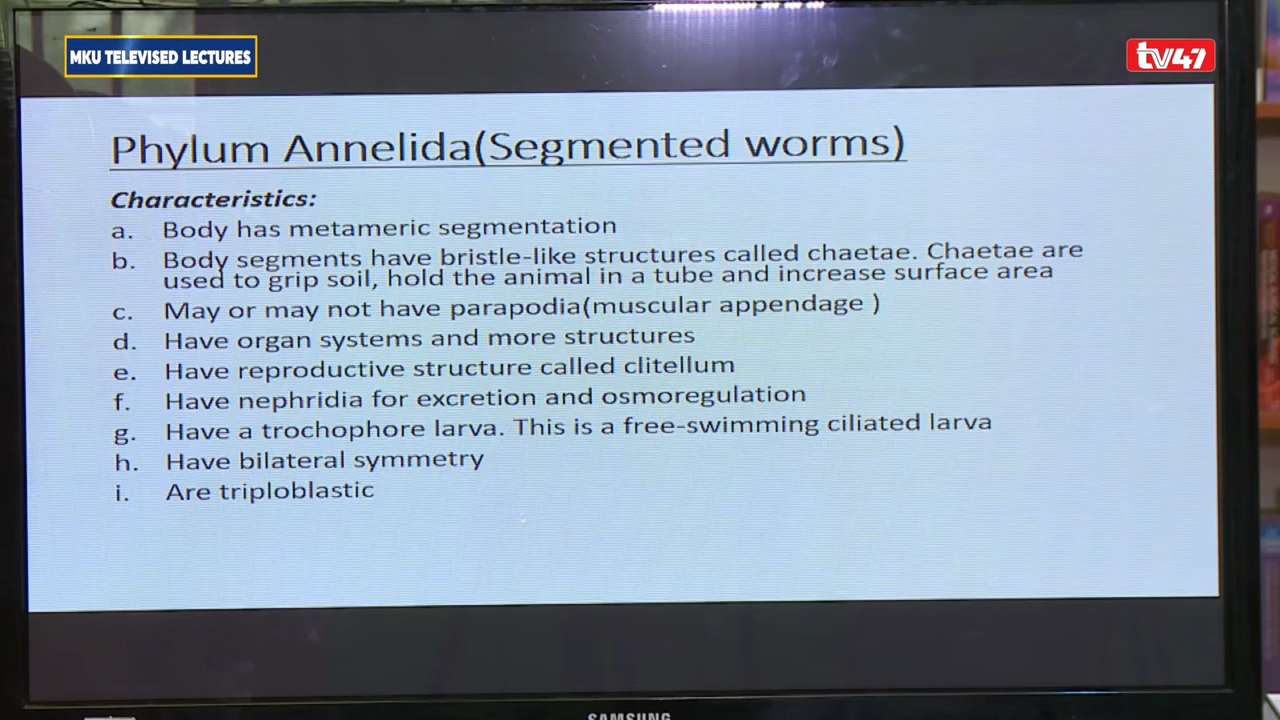 MKU TELEVISED LECTURES
tv47
Phylum Annelida(Segmented worms)
Characteristics:
a. Body has metameric segmentation
b. Body segments have bristle-like structures called chaetae. Chaetae are
used to grip soil, hold the animal in a tube and increase surface area
c. May or may not have parapodia(muscular appendage )
d. Have organ systems and more structures
e. Have reproductive structure called clitellum
f. Have nephridia for excretion and osmoregulation
g. Have a trochophore larva. This is a free-swimming ciliated larva
h. Have bilateral symmetry
i. Are triploblastic
SAMSUNG